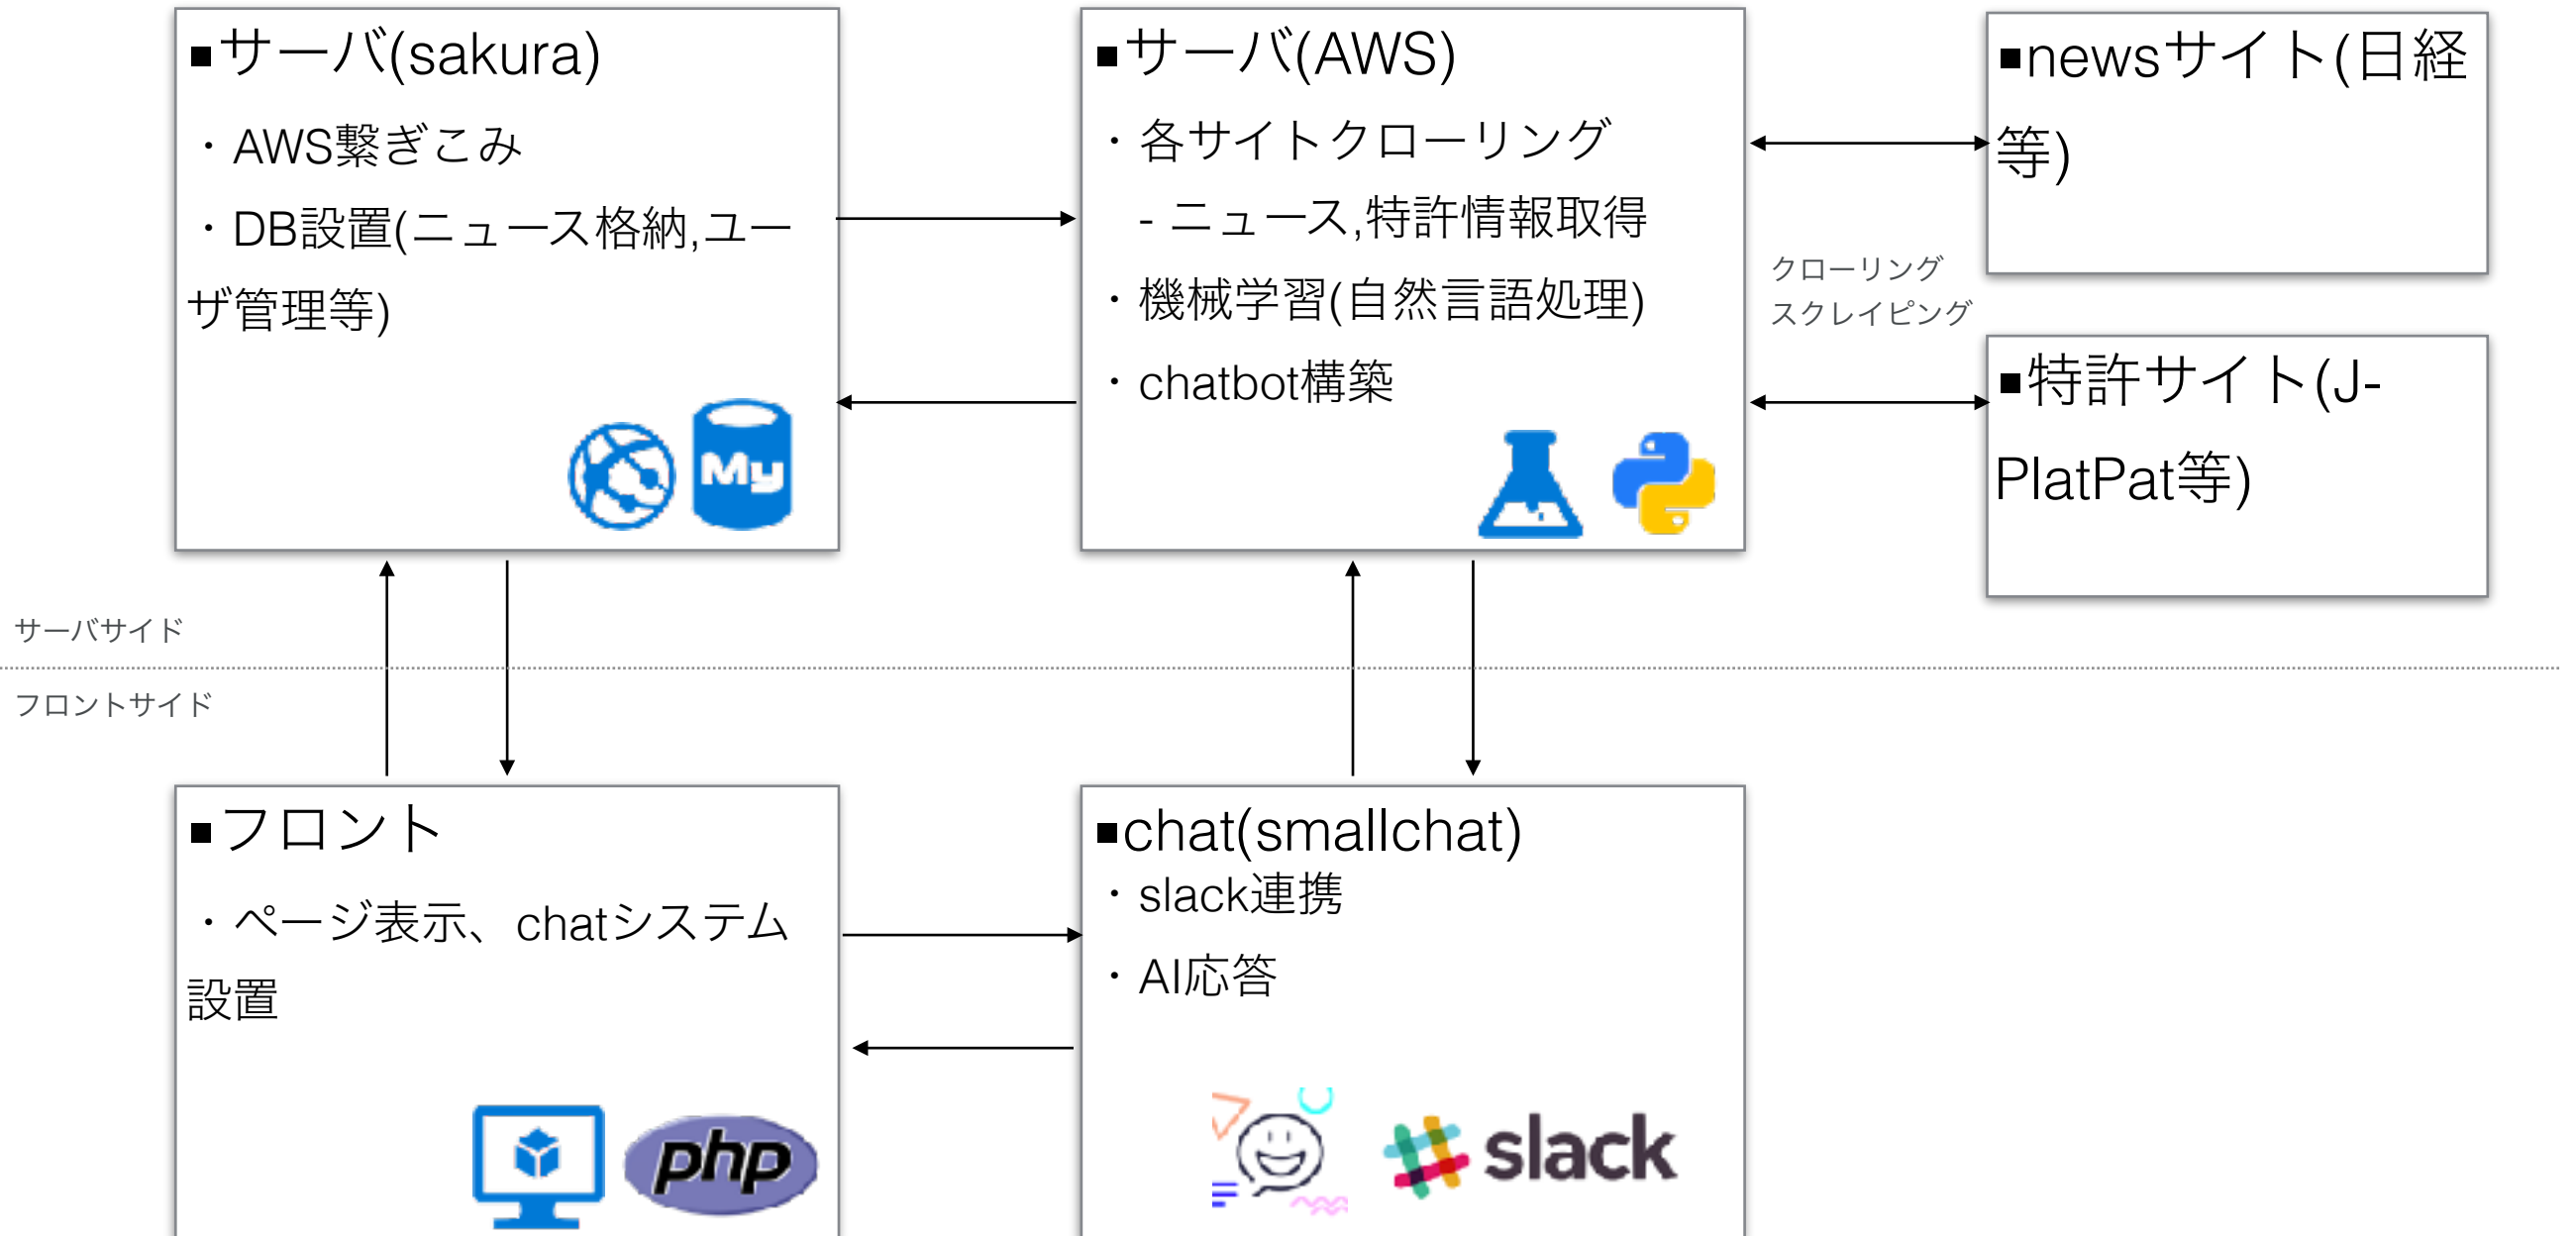 ▪サーバ(sakura)
・AWS繋ぎこみ
・DB設置(ニュース格納,ユー
ザ管理等)
My
▪サーバ(AWS)
・各サイトクローリング
- ニュース,特許情報取得
・機械学習(自然言語処理)
・chatbot構築
クローリング
スクレイピング
▪newsサイト(日経
等)
▪特許サイト(J-
PlatPat等)
サーバサイド
フロントサイド
▪フロント
・ページ表示、chatシステム
設置
php
▪chat(smallchat)
・slack連携
・AI応答
slack